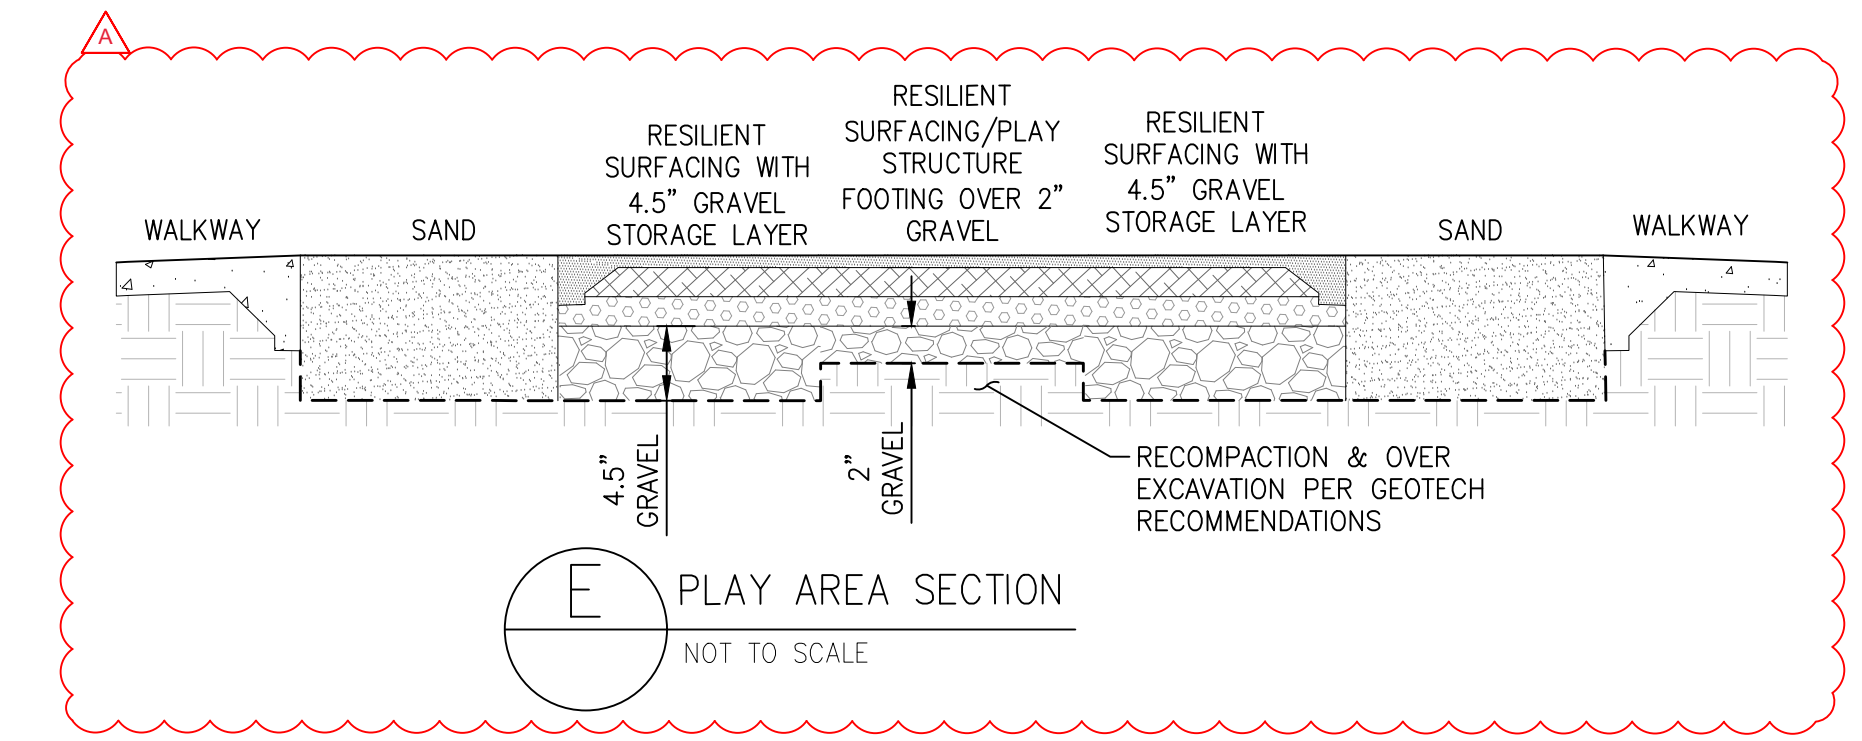 A
RESILIENT
SURFACING WITH
4.5" GRAVEL
STORAGE LAYER
RESILIENT
SURFACING/PLAY
STRUCTURE
FOOTING OVER 2"
GRAVEL
RESILIENT
SURFACING WITH
4.5" GRAVEL
STORAGE LAYER
WALKWAY
SAND
SAND
WALKWAY
4.5"
GRAVEL
2"
GRAVEL
RECOMPACTION & OVER
EXCAVATION PER GEOTECH
RECOMMENDATIONS
E
PLAY AREA SECTION
NOT TO SCALE